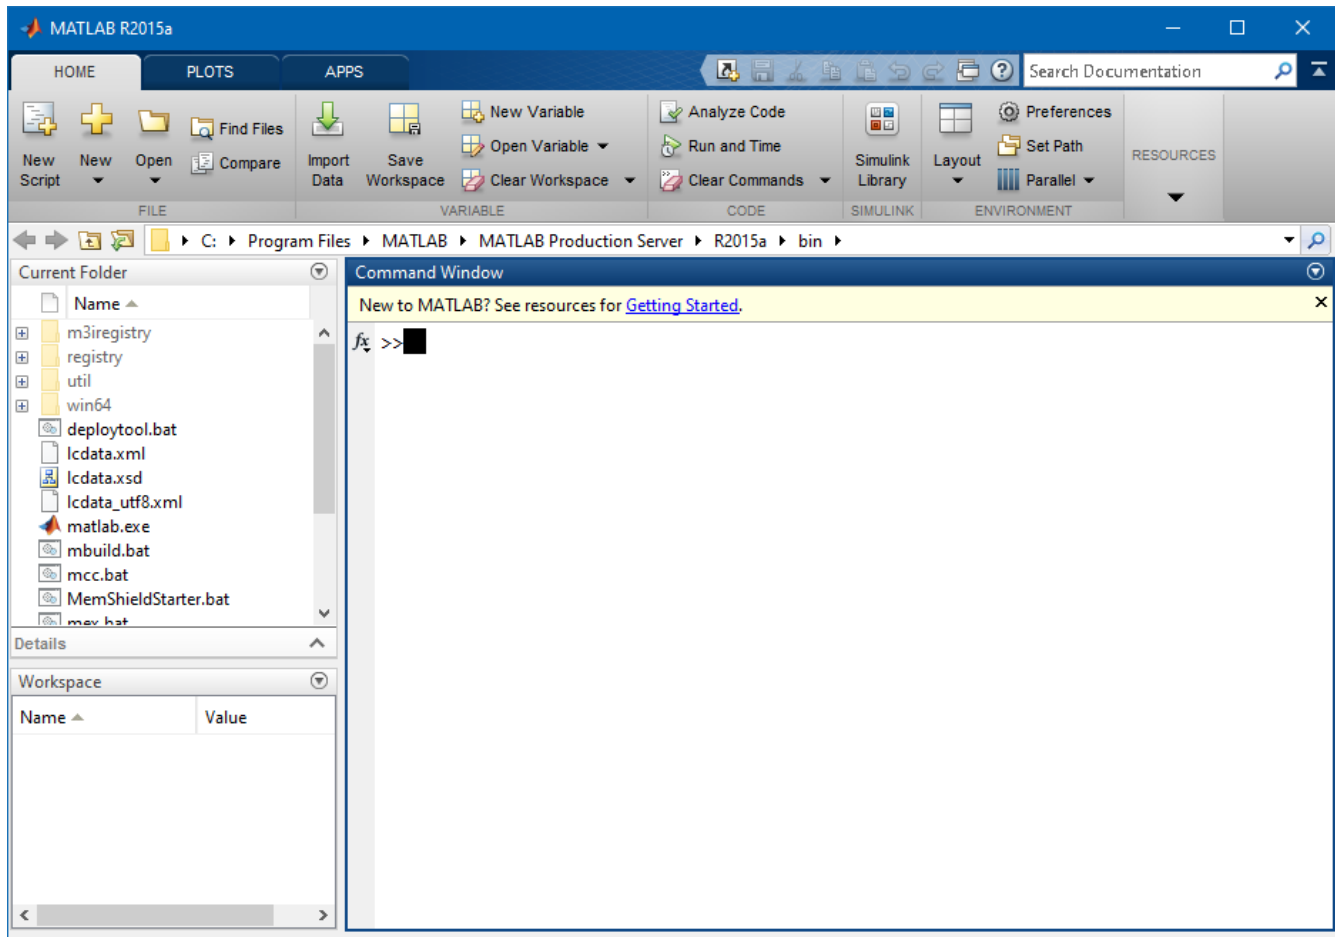 MATLAB R2015a
HOME PLOTS APPS
Search Documentation
New Script
New
Open
Find Files
Compare
FILE
Import Data
Save Workspace
New Variable
Open Variable
Clear Workspace
VARIABLE
Analyze Code
Run and Time
Clear Commands
CODE
Simulink Library
SIMULINK
Layout
Preferences
Set Path
Parallel
ENVIRONMENT
RESOURCES
C: Program Files MATLAB MATLAB Production Server R2015a bin
Current Folder
Name
m3iregistry
registry
util
win64
deploytool.bat
lcdata.xml
lcdata.xsd
lcdata_utf8.xml
matlab.exe
mbuild.bat
mcc.bat
MemShieldStarter.bat
mex.bat
Details
Workspace
Name Value
Command Window
New to MATLAB? See resources for Getting Started.
fx >>